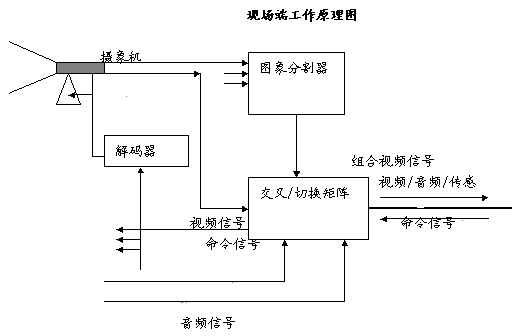 现场端工作原理图
摄象机
图象分割器
解码器
组合视频信号
视频/音频/传感
交叉/切换矩阵
视频信号
命令信号
命令信号
音频信号